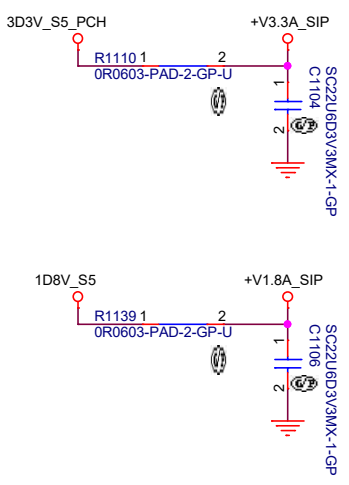 3D3V_S5_PCH
+V3.3A_SIP
R1110 1 2
0R0603-PAD-2-GP-U
1
2
C1104
SC22U6D3V3MX-1-GP
G/P
1D8V_S5
+V1.8A_SIP
R1139 1 2
0R0603-PAD-2-GP-U
1
2
C1106
SC22U6D3V3MX-1-GP
G/P